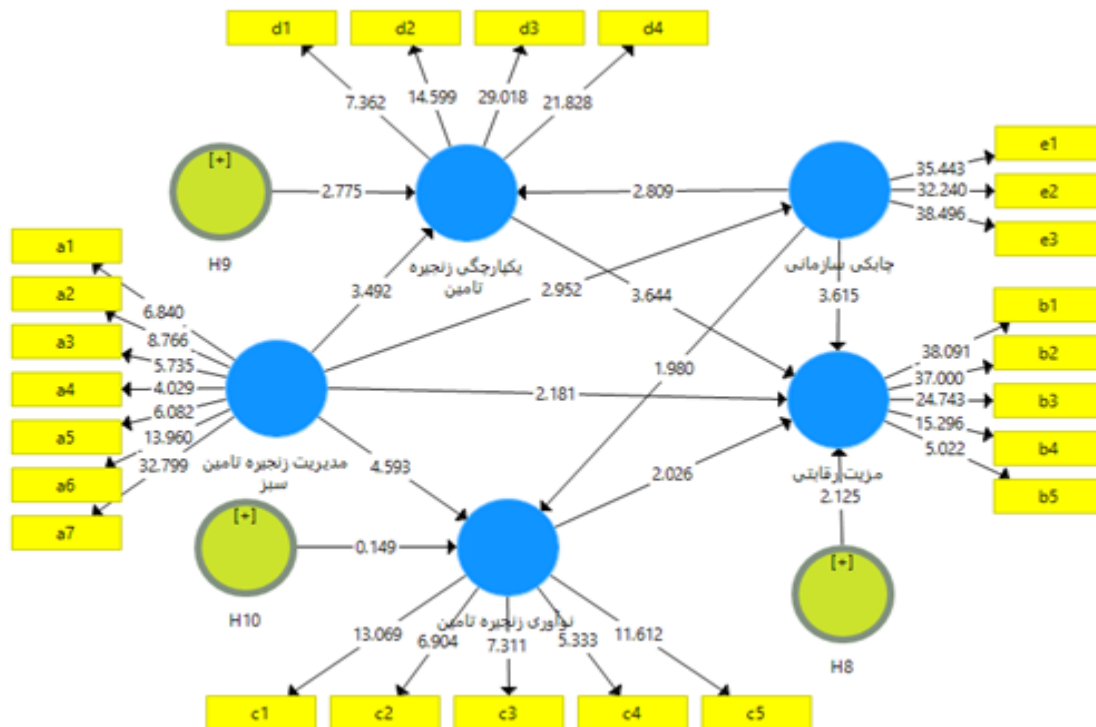 d1
d2
d3
d4
7.362
14.599
29.018
21.828
[+]
2.775
2.809
H9
e1
e2
e3
35.443
32.240
38.496
یکپارچگی زنجیره
تامین
چابکی سازمانی
a1
a2
a3
a4
a5
a6
a7
6.840
8.766
5.735
4.029
6.082
13.960
32.799
3.492
2.952
3.644
3.615
1.980
2.181
b1
b2
b3
b4
b5
38.091
37.000
24.743
15.296
5.022
مدیریت زنجیره تامین
سبز
4.593
2.026
مزیت رقابتی
2.125
[+]
0.149
H10
[+]
H8
نوآوری زنجیره تامین
13.069
6.904
7.311
5.333
11.612
c1
c2
c3
c4
c5